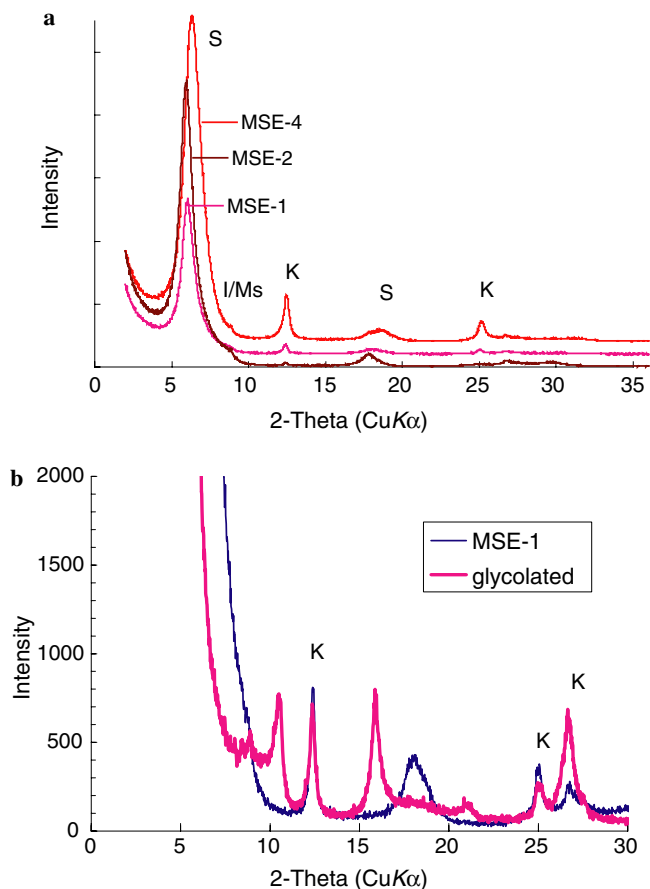 a
S
MSE-4
MSE-2
MSE-1
Intensity
I/Ms
K
S
K
0 5 10 15 20 25 30 35
2-Theta (CuKα)
b
2000
MSE-1
glycolated
1500
Intensity
1000
K
K
500
K
0
0 5 10 15 20 25 30
2-Theta (CuKα)